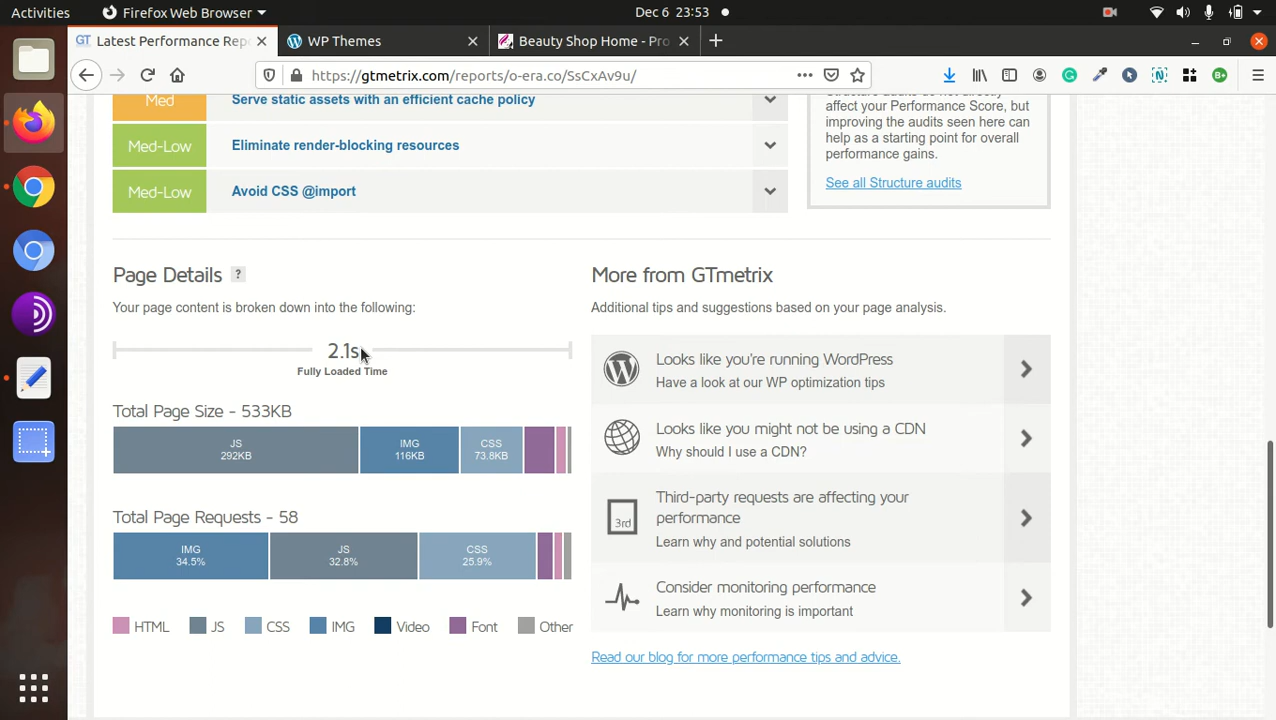 Activities
Firefox Web Browser
Dec 6 23:53
GT Latest Performance Repo
WP Themes
Beauty Shop Home - Pro
https://gtmetrix.com/reports/o-era.co/SsCxAv9u/
Med
Serve static assets with an efficient cache policy
Med-Low
Eliminate render-blocking resources
Med-Low
Avoid CSS @import
Structure audits do not directly
affect your Performance Score, but
improving the audits seen here can
help as a starting point for overall
performance gains.
See all Structure audits
Page Details ?
Your page content is broken down into the following:
2.1s
Fully Loaded Time
Total Page Size - 533KB
JS
292KB
IMG
116KB
CSS
73.8KB
Total Page Requests - 58
IMG
34.5%
JS
32.8%
CSS
25.9%
HTML
JS
CSS
IMG
Video
Font
Other
More from GTmetrix
Additional tips and suggestions based on your page analysis.
Looks like you're running WordPress
Have a look at our WP optimization tips
Looks like you might not be using a CDN
Why should I use a CDN?
3rd
Third-party requests are affecting your
performance
Learn why and potential solutions
Consider monitoring performance
Learn why monitoring is important
Read our blog for more performance tips and advice.